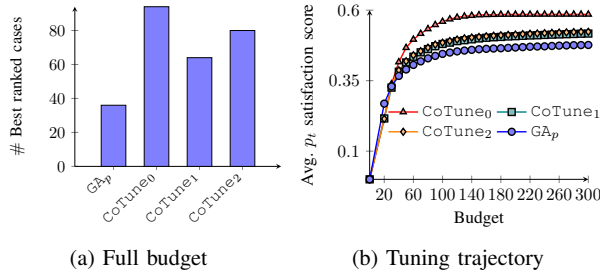 # Best ranked cases
80
60
40
20
0
GAp
CoTune0
CoTune1
CoTune2
(a) Full budget
Avg. pt satisfaction score
0.6
0.35
0.1
CoTune0
CoTune1
CoTune2
GAp
20 60 100 140 180 220 260 300
Budget
(b) Tuning trajectory